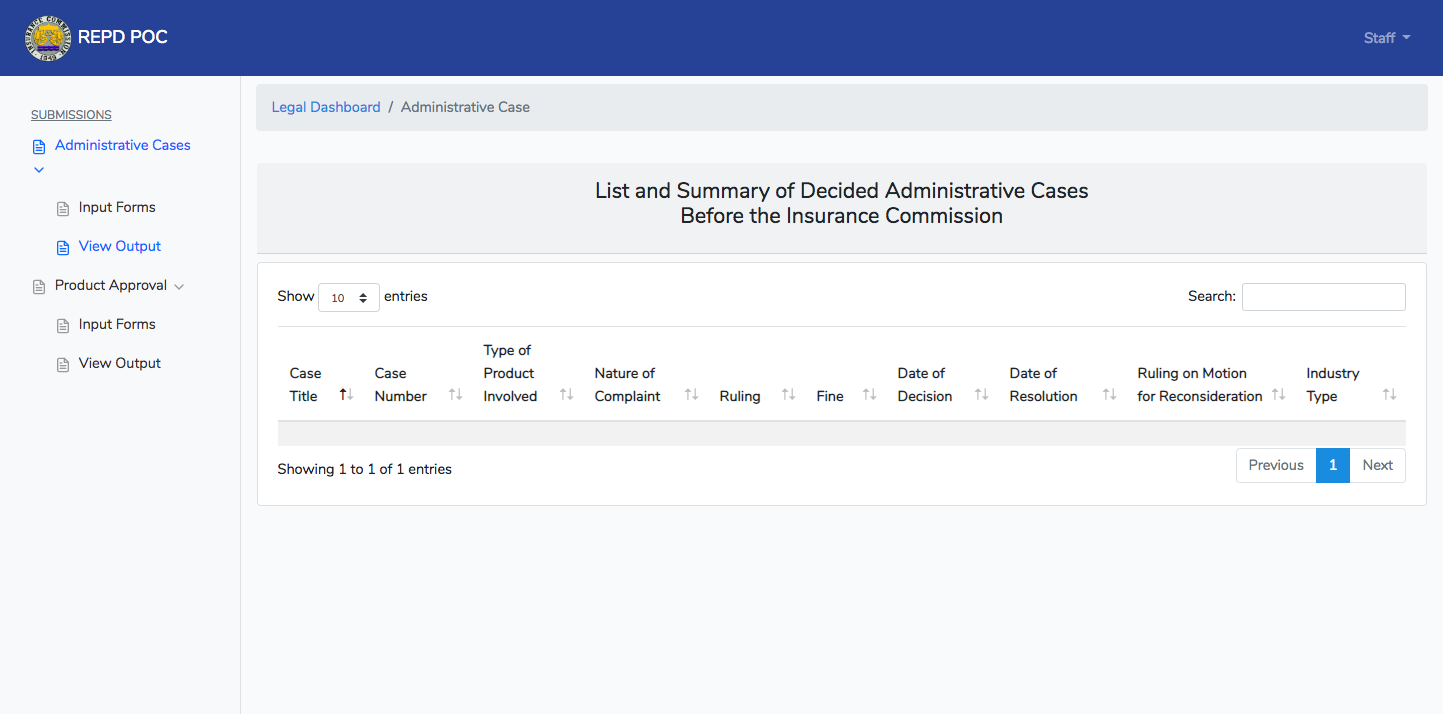 INSURANCE COMMISSION
1949
REPD POC
Staff
SUBMISSIONS
Administrative Cases
Input Forms
View Output
Product Approval
Input Forms
View Output
Legal Dashboard / Administrative Case
List and Summary of Decided Administrative Cases
Before the Insurance Commission
Show 10 entries
Search:
Case
Title
Case
Number
Type of
Product
Involved
Nature of
Complaint
Ruling
Fine
Date of
Decision
Date of
Resolution
Ruling on Motion
for Reconsideration
Industry
Type
Showing 1 to 1 of 1 entries
Previous 1 Next